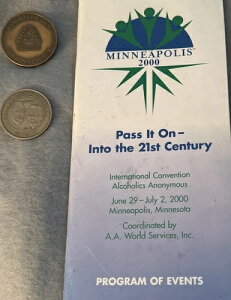 MINNEAPOLIS
2000
Pass It On–
Into the 21st Century
International Convention
Alcoholics Anonymous
June 29–July 2, 2000
Minneapolis, Minnesota
Coordinated by
A.A. World Services, Inc.
PROGRAM OF EVENTS